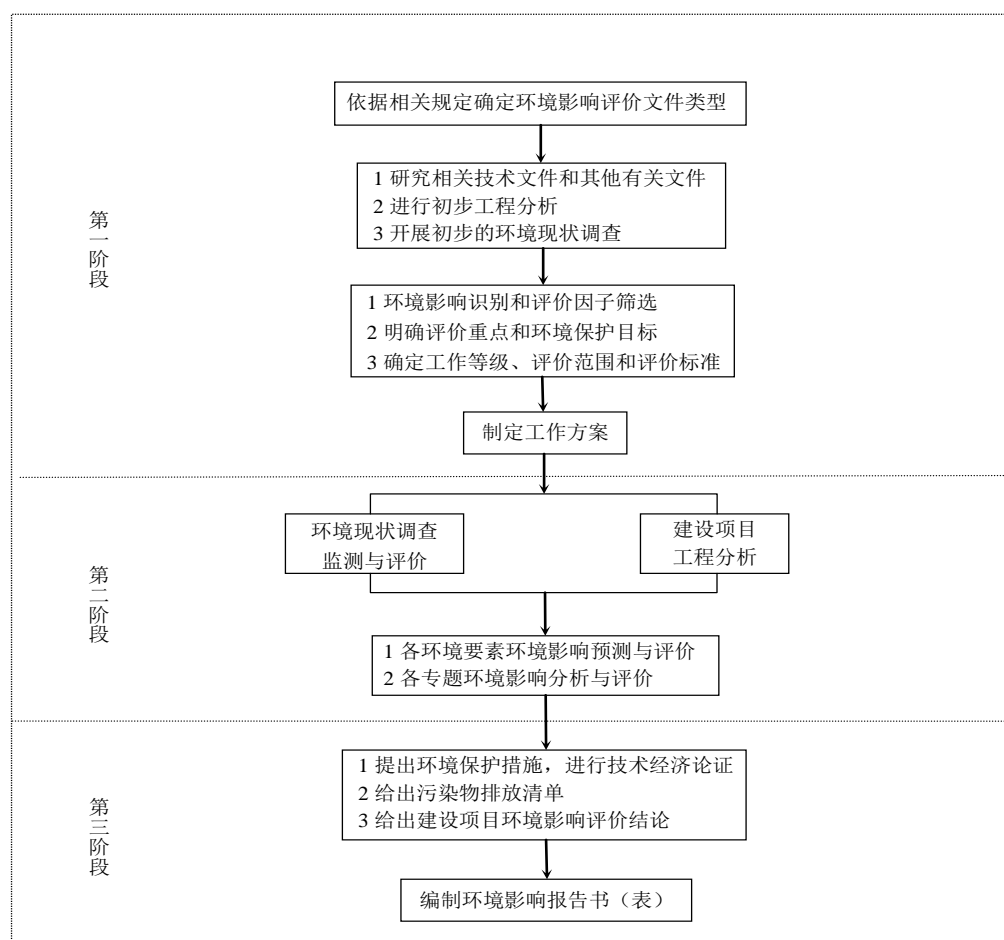 依据相关规定确定环境影响评价文件类型
1 研究相关技术文件和其他有关文件
2 进行初步工程分析
3 开展初步的环境现状调查
第一阶段
1 环境影响识别和评价因子筛选
2 明确评价重点和环境保护目标
3 确定工作等级、评价范围和评价标准
制定工作方案
环境现状调查
监测与评价
建设项目
工程分析
第二阶段
1 各环境要素环境影响预测与评价
2 各专题环境影响分析与评价
1 提出环境保护措施，进行技术经济论证
2 给出污染物排放清单
3 给出建设项目环境影响评价结论
第三阶段
编制环境影响报告书（表）